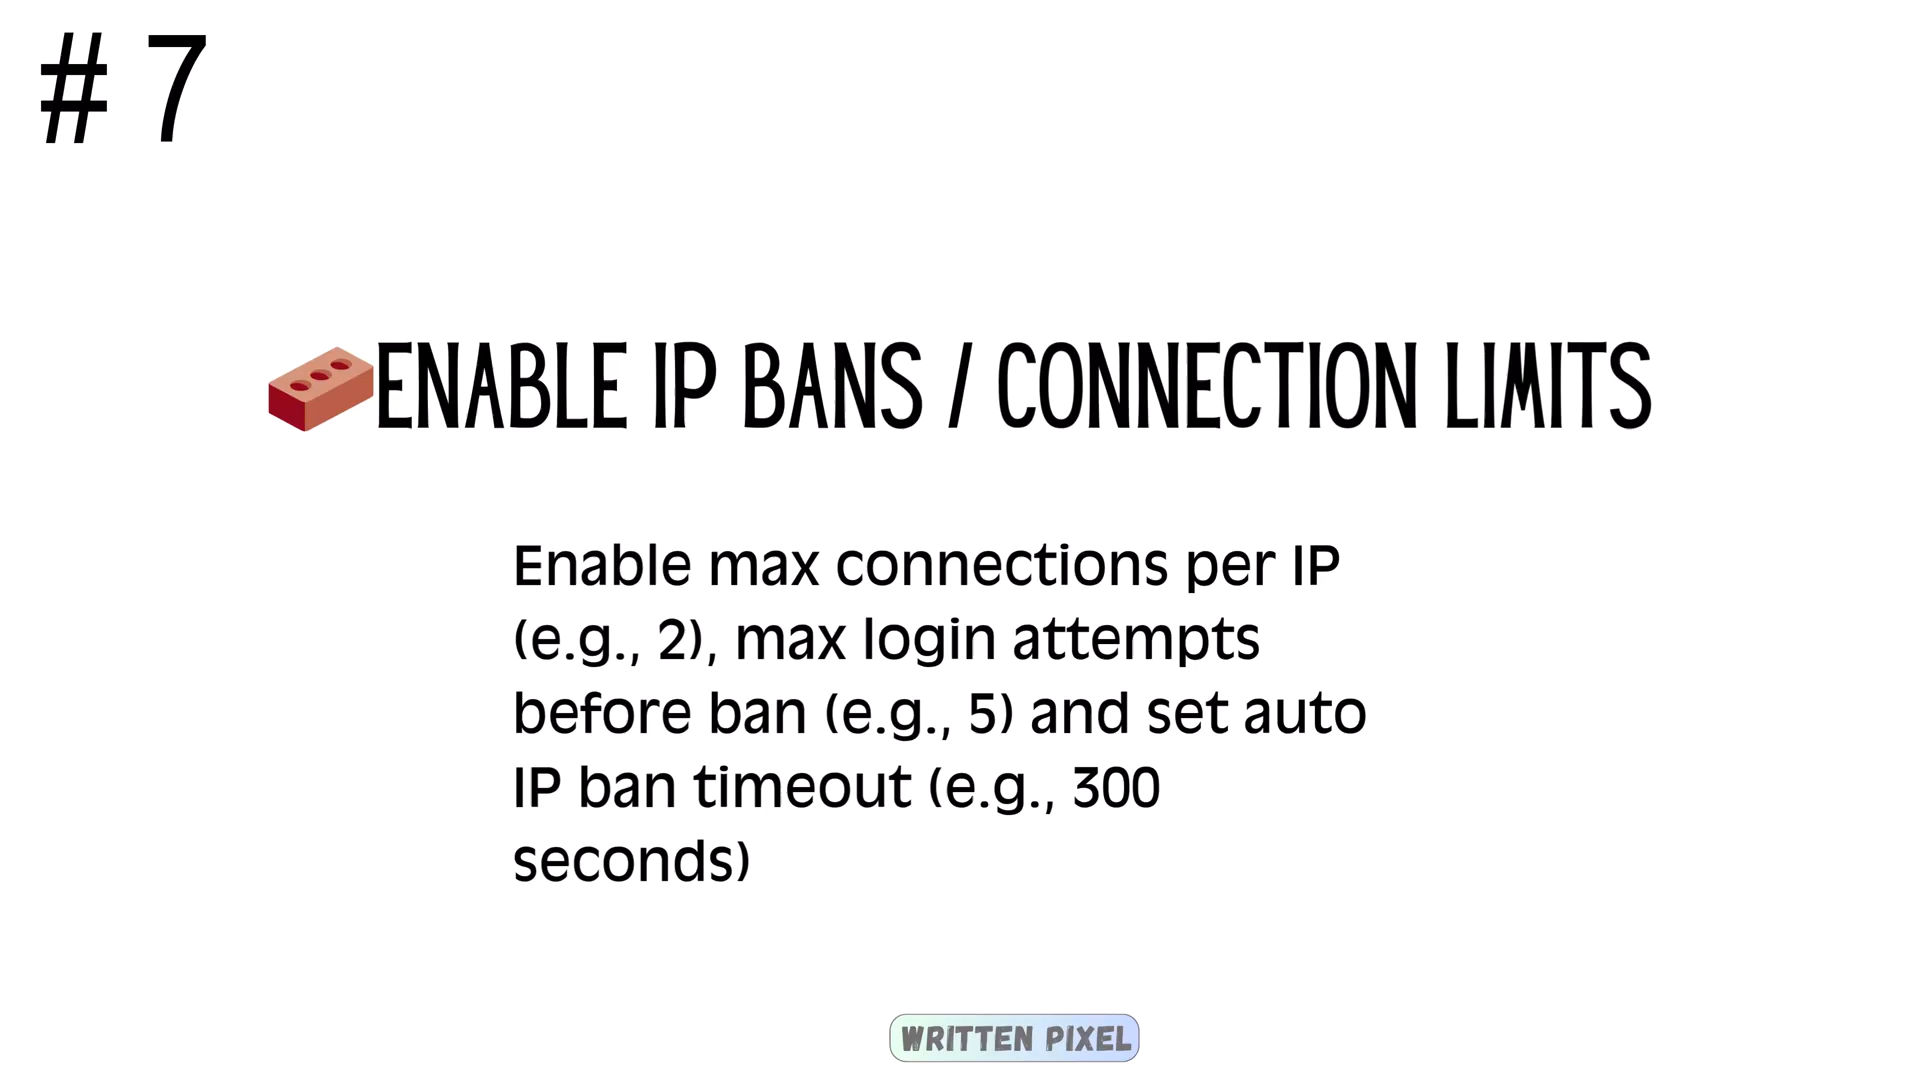 # 7
ENABLE IP BANS / CONNECTION LIMITS
Enable max connections per IP
(e.g., 2), max login attempts
before ban (e.g., 5) and set auto
IP ban timeout (e.g., 300
seconds)
WRITTEN PIXEL